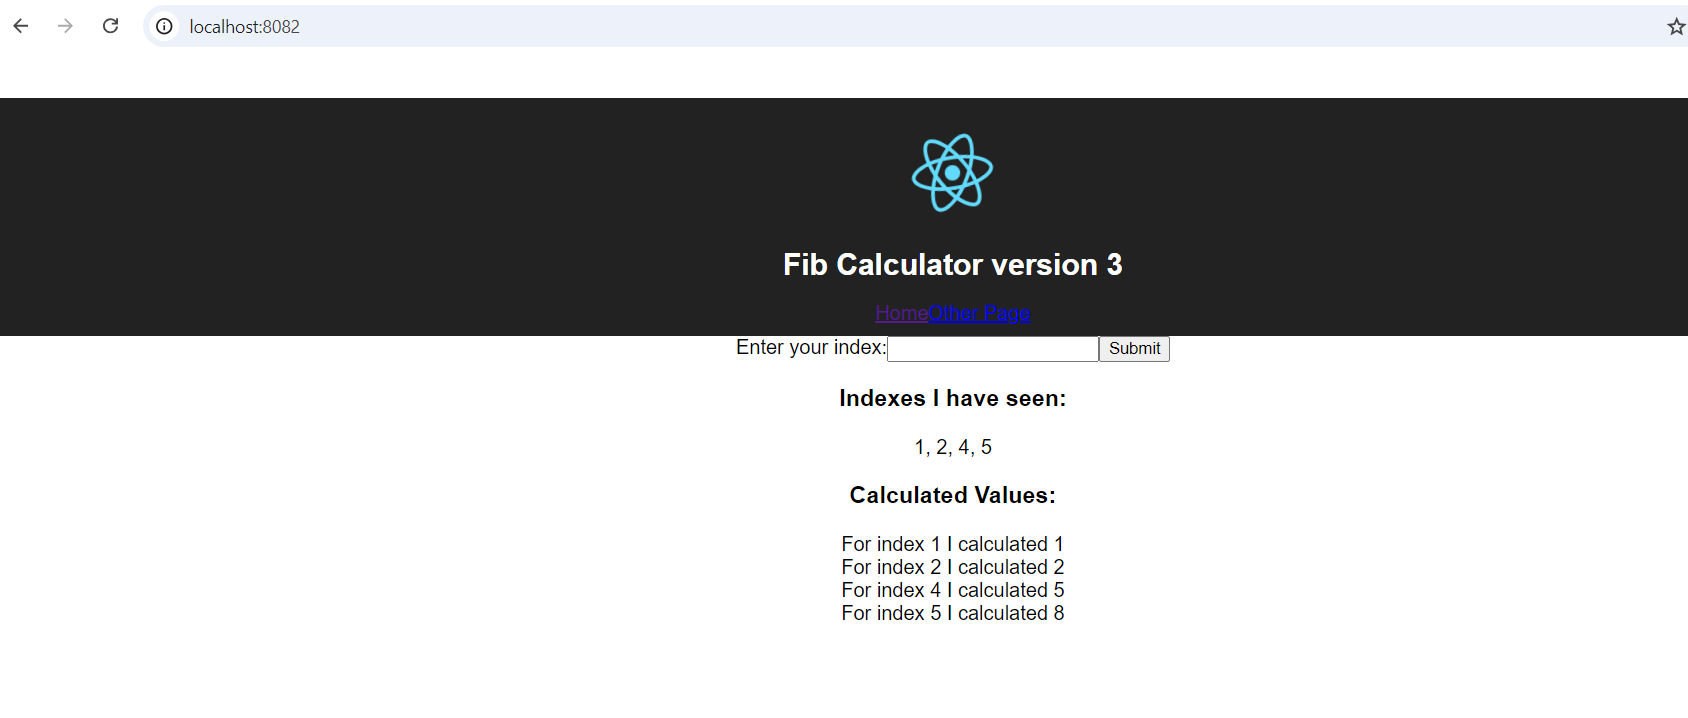 localhost:8082
Fib Calculator version 3
HomeOther Page
Enter your index: Submit
Indexes I have seen:
1, 2, 4, 5
Calculated Values:
For index 1 I calculated 1
For index 2 I calculated 2
For index 4 I calculated 5
For index 5 I calculated 8